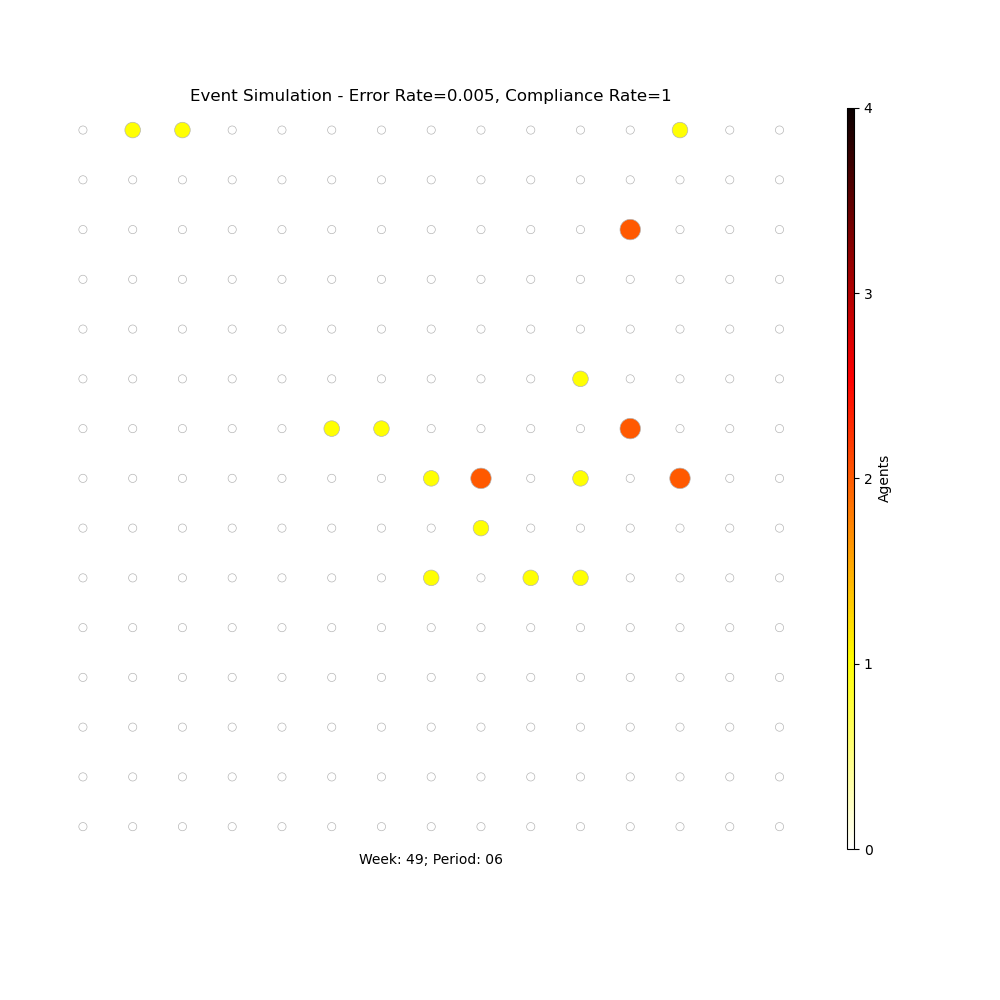 Event Simulation - Error Rate=0.005, Compliance Rate=1
4
3
2
1
0
Agents
Week: 49; Period: 06